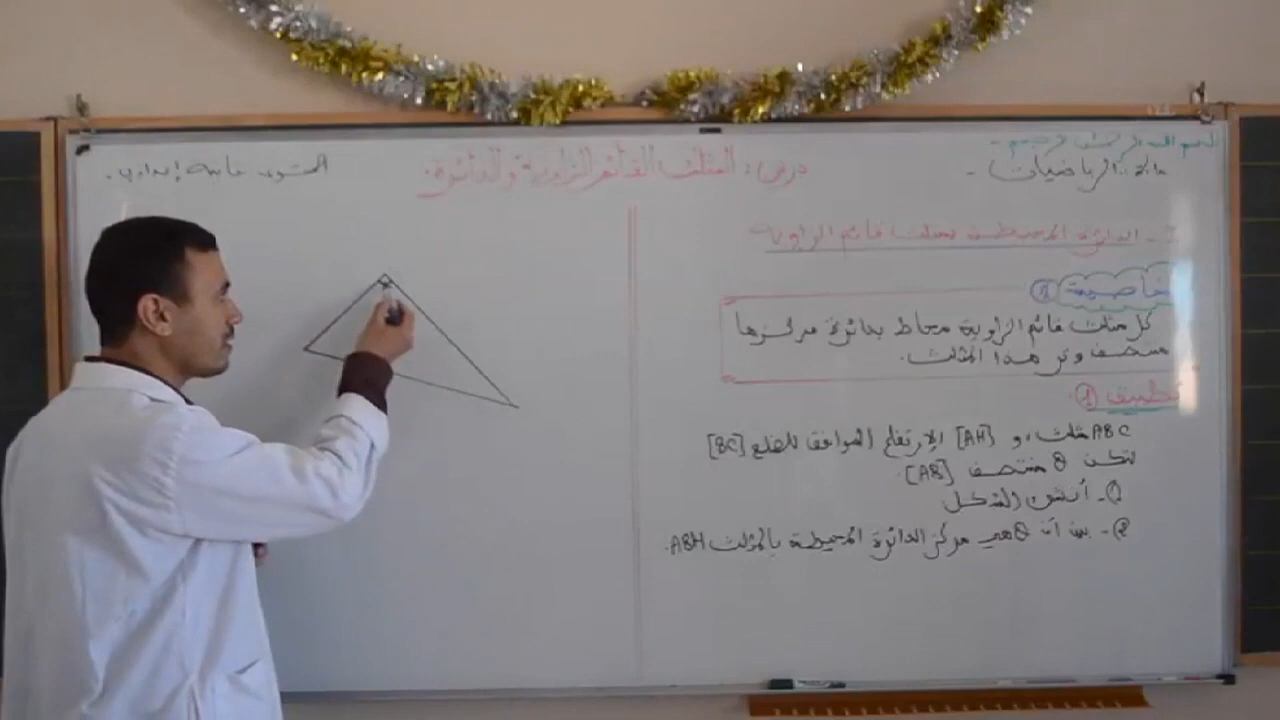 بسم الله الرحمن الرحيم
مادة: الرياضيات - المستوى: ثانية إعدادي.
درس: المثلث القائم الزاوية والدائرة.
2 - الدائرة المحيطة بمثلث قائم الزاوية
خاصية ①
كل مثلث قائم الزاوية محاط بدائرة مركزها
منتصف وتر هذا المثلث.
تطبيق ①:
ABC مثلث، و [AH] الإرتفاع الموافق للضلع [BC]
لتكن O منتصف [AB].
1)- أنشئ الشكل
2)- بين أن O هي مركز الدائرة المحيطة بالمثلث ABH.